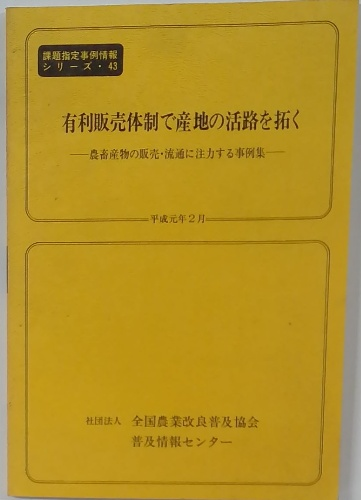 課題指定事例情報
シリーズ・43
有利販売体制で産地の活路を拓く
―農畜産物の販売・流通に注力する事例集―
平成元年2月
社団法人 全国農業改良普及協会
普及情報センター